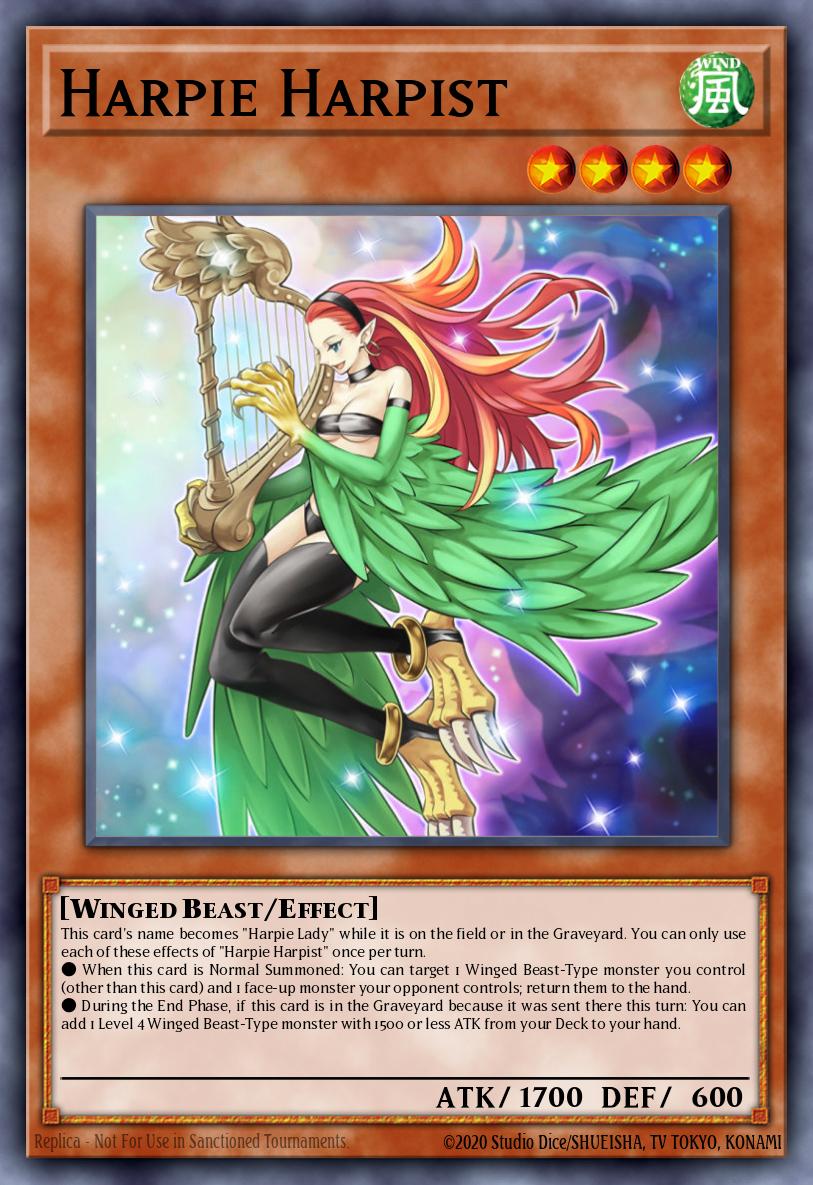 Harpie Harpist
WIND
風
[Winged Beast/Effect]
This card's name becomes "Harpie Lady" while it is on the field or in the Graveyard. You can only use
each of these effects of "Harpie Harpist" once per turn.
● When this card is Normal Summoned: You can target 1 Winged Beast-Type monster you control
(other than this card) and 1 face-up monster your opponent controls; return them to the hand.
● During the End Phase, if this card is in the Graveyard because it was sent there this turn: You can
add 1 Level 4 Winged Beast-Type monster with 1500 or less ATK from your Deck to your hand.
ATK/ 1700 DEF/ 600
Replica - Not For Use in Sanctioned Tournaments.
©2020 Studio Dice/SHUEISHA, TV TOKYO, KONAMI